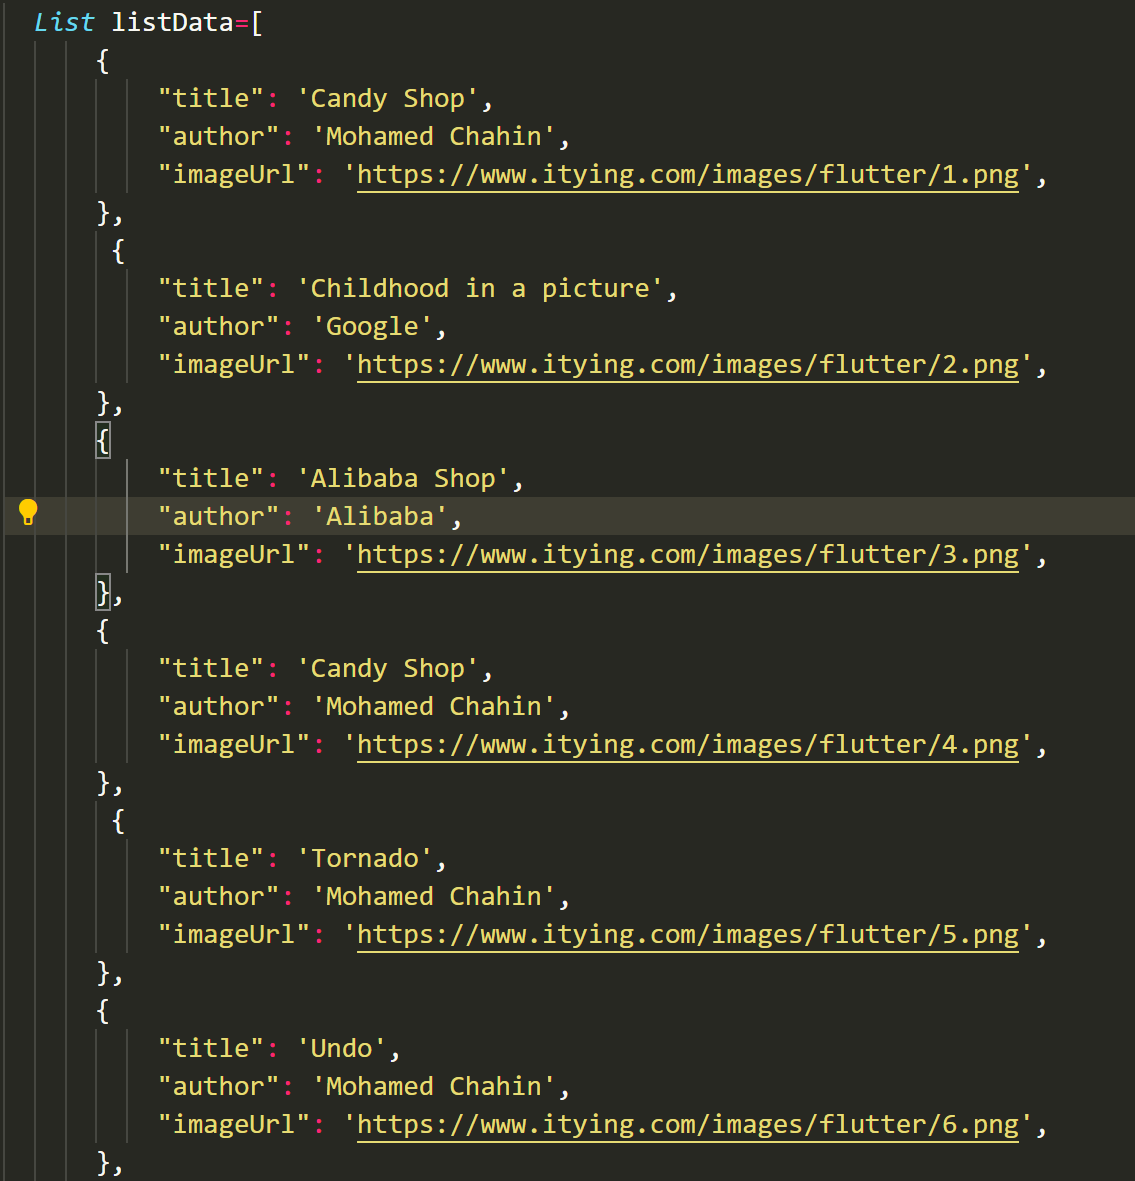 List listData=[
{
"title": 'Candy Shop',
"author": 'Mohamed Chahin',
"imageUrl": 'https://www.itying.com/images/flutter/1.png',
},
{
"title": 'Childhood in a picture',
"author": 'Google',
"imageUrl": 'https://www.itying.com/images/flutter/2.png',
},
{
"title": 'Alibaba Shop',
"author": 'Alibaba',
"imageUrl": 'https://www.itying.com/images/flutter/3.png',
},
{
"title": 'Candy Shop',
"author": 'Mohamed Chahin',
"imageUrl": 'https://www.itying.com/images/flutter/4.png',
},
{
"title": 'Tornado',
"author": 'Mohamed Chahin',
"imageUrl": 'https://www.itying.com/images/flutter/5.png',
},
{
"title": 'Undo',
"author": 'Mohamed Chahin',
"imageUrl": 'https://www.itying.com/images/flutter/6.png',
},